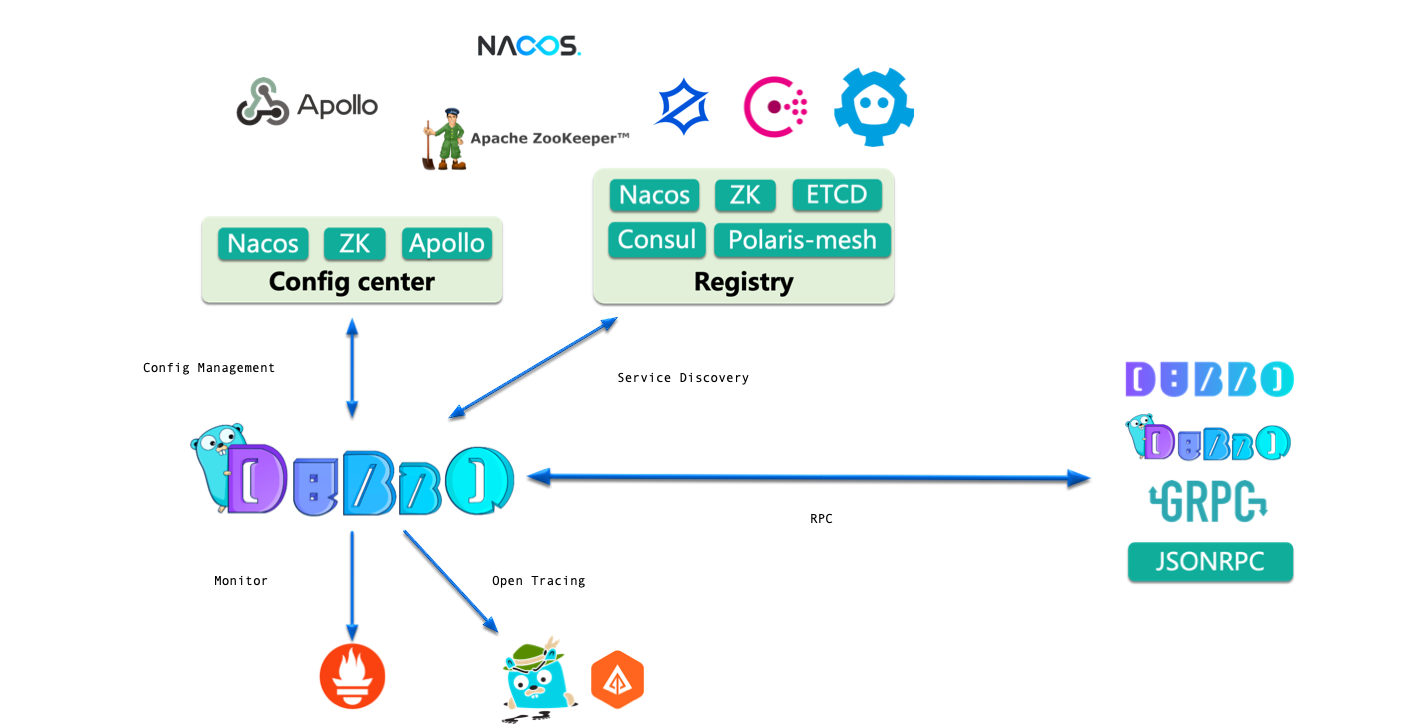 NACOS.
Apollo
Apache ZooKeeper™
Nacos ZK ETCD
Consul Polaris-mesh
Registry
Nacos ZK Apollo
Config center
Config Management
Service Discovery
DUBBO
DUBBO
DUBBO
GRPC
RPC
JSONRPC
Monitor
Open Tracing